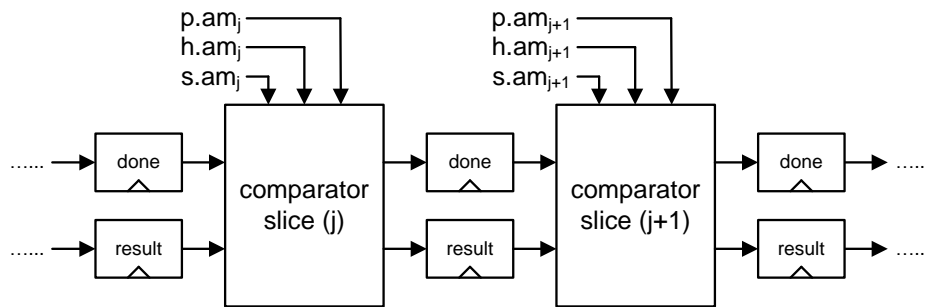 p.amj
h.amj
s.amj
p.amj+1
h.amj+1
s.amj+1
…... done done done …..
comparator slice (j)
comparator slice (j+1)
…... result result result …..